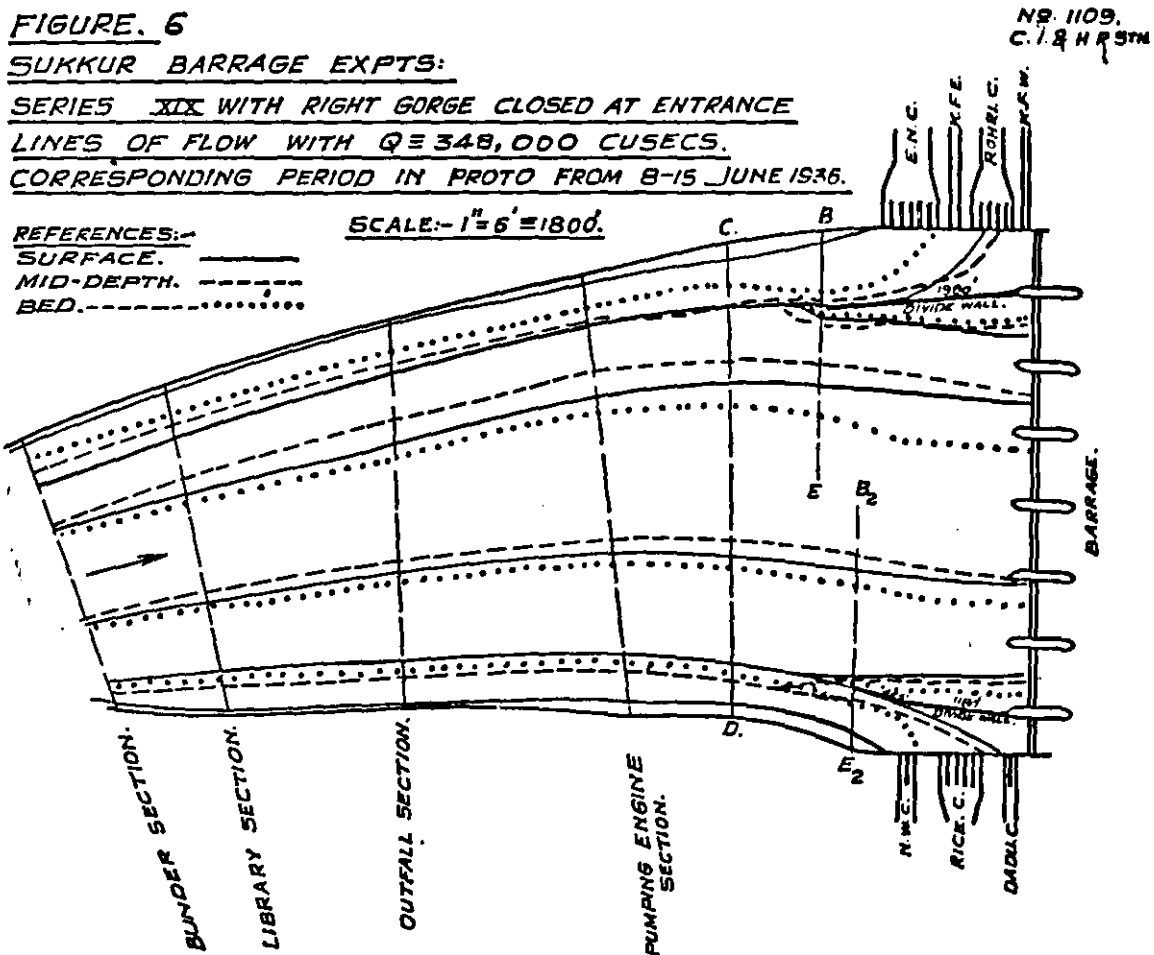 FIGURE. 6
SUKKUR BARRAGE EXPTS:
SERIES XIX WITH RIGHT GORGE CLOSED AT ENTRANCE
LINES OF FLOW WITH Q≡348,000 CUSECS.
CORRESPONDING PERIOD IN PROTO FROM 8-15 JUNE 1936.
SCALE:- 1"=6'≡1800'.
NO. 1109.
C.I. & H R STN
REFERENCES:-
SURFACE.
MID-DEPTH.
BED.
E.N.C.
K.F.E.
ROHRI.C.
K.F.W.
C.
B
DIVIDE WALL.
E
B2
BARRAGE.
DIVIDE WALL.
D.
E2
N.W.C.
RICE.C.
DADU.C.
BUNDER SECTION.
LIBRARY SECTION.
OUTFALL SECTION.
PUMPING ENGINE
SECTION.